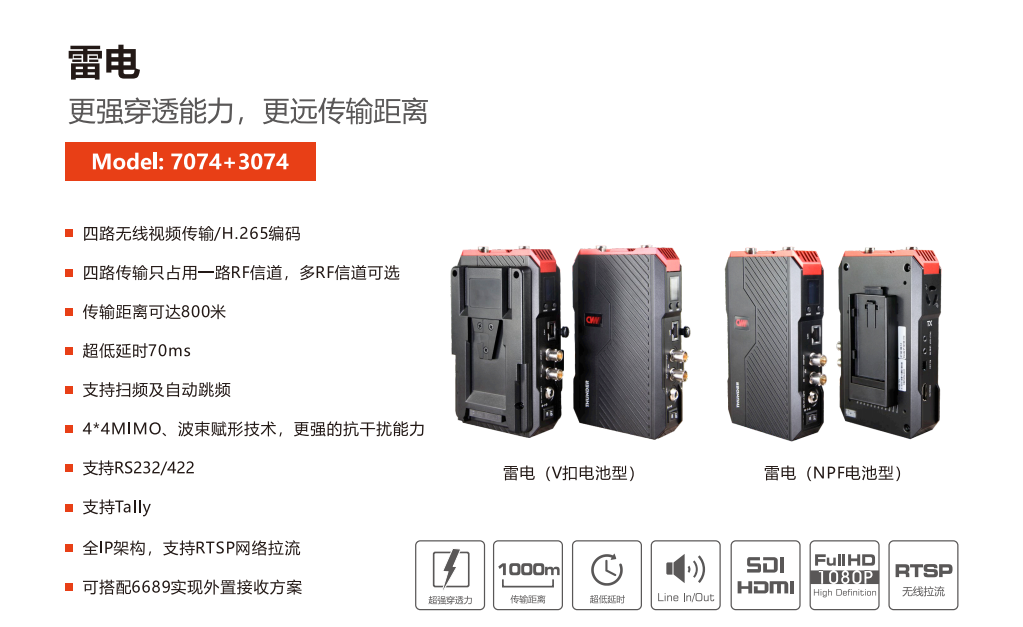 雷电
更强穿透能力，更远传输距离
Model: 7074+3074
四路无线视频传输/H.265编码
四路传输只占用一路RF信道，多RF信道可选
传输距离可达800米
超低延时70ms
支持扫频及自动跳频
4*4MIMO、波束赋形技术，更强的抗干扰能力
支持RS232/422
支持Tally
全IP架构，支持RTSP网络拉流
可搭配6689实现外置接收方案
THUNDER
THUNDER
雷电（V扣电池型）
雷电（NPF电池型）
超强穿透力
1000m
传输距离
超低延时
Line In/Out
SDI
HDMI
FullHD
1080P
High Definition
RTSP
无线拉流